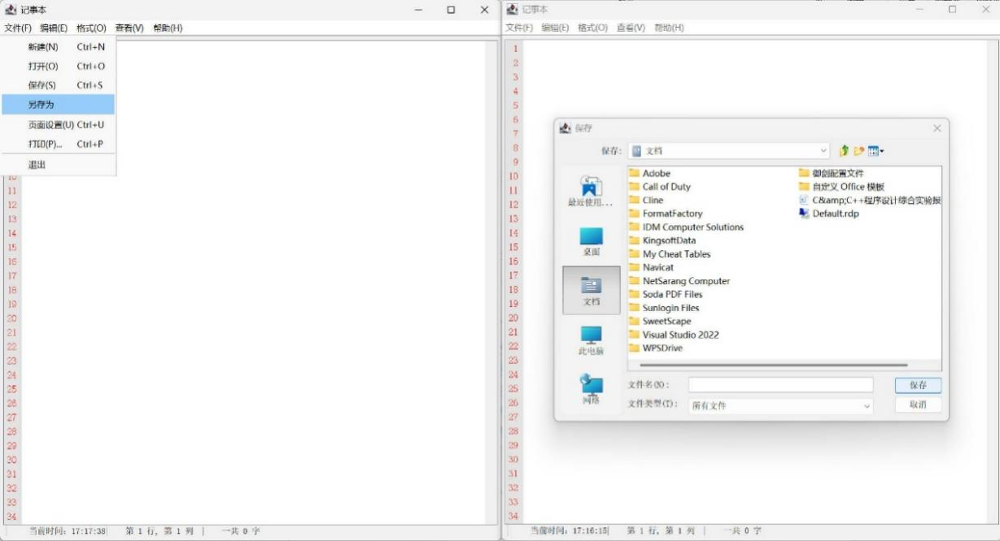 记事本
文件(F) 编辑(E) 格式(O) 查看(V) 帮助(H)
新建(N) Ctrl+N
打开(O) Ctrl+O
保存(S) Ctrl+S
另存为
页面设置(U) Ctrl+U
打印(P)... Ctrl+P
退出
10
11
12
13
14
15
16
17
18
19
20
21
22
23
24
25
26
27
28
29
30
31
32
33
34
当前时间: 17:17:38 第 1 行, 第 1 列 一共 0 字
记事本
文件(F) 编辑(E) 格式(O) 查看(V) 帮助(H)
1
2
3
4
5
6
7
8
9
10
11
12
13
14
15
16
17
18
19
20
21
22
23
24
25
26
27
28
29
30
31
32
33
34
保存
保存: 文档
最近使用...
桌面
文档
此电脑
网络
Adobe
Call of Duty
Cline
FormatFactory
IDM Computer Solutions
KingsoftData
My Cheat Tables
Navicat
NetSarang Computer
Soda PDF Files
Sunlogin Files
SweetScape
Visual Studio 2022
WPSDrive
御剑配置文件
自定义 Office 模板
C&amp;C++程序设计综合实验报
Default.rdp
文件名(N): 保存
文件类型(T): 所有文件 取消
当前时间: 17:16:15 第 1 行, 第 1 列 一共 0 字